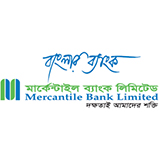 বাংলার ব্যাংক
মার্কেন্টাইল ব্যাংক লিমিটেড
Mercantile Bank Limited
দক্ষতাই আমাদের শক্তি